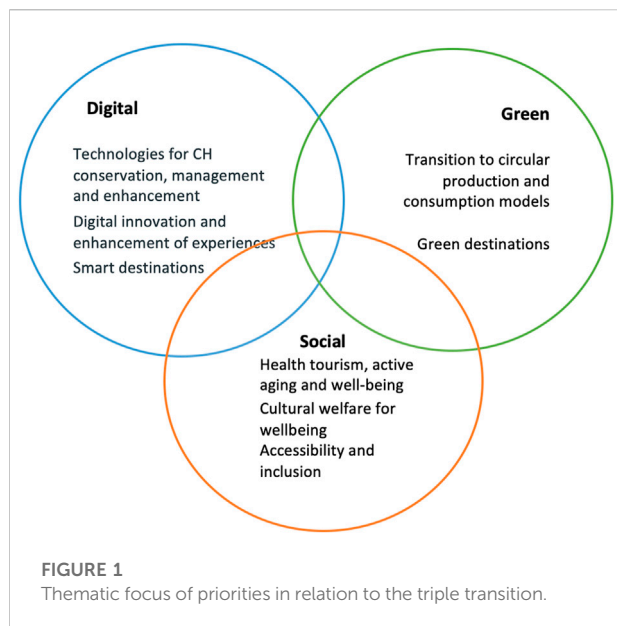 Digital
Technologies for CH
conservation, management
and enhancement
Digital innovation and
enhancement of experiences
Smart destinations
Green
Transition to circular
production and
consumption models
Green destinations
Social
Health tourism, active
aging and well-being
Cultural welfare for
wellbeing
Accessibility and
inclusion
FIGURE 1
Thematic focus of priorities in relation to the triple transition.